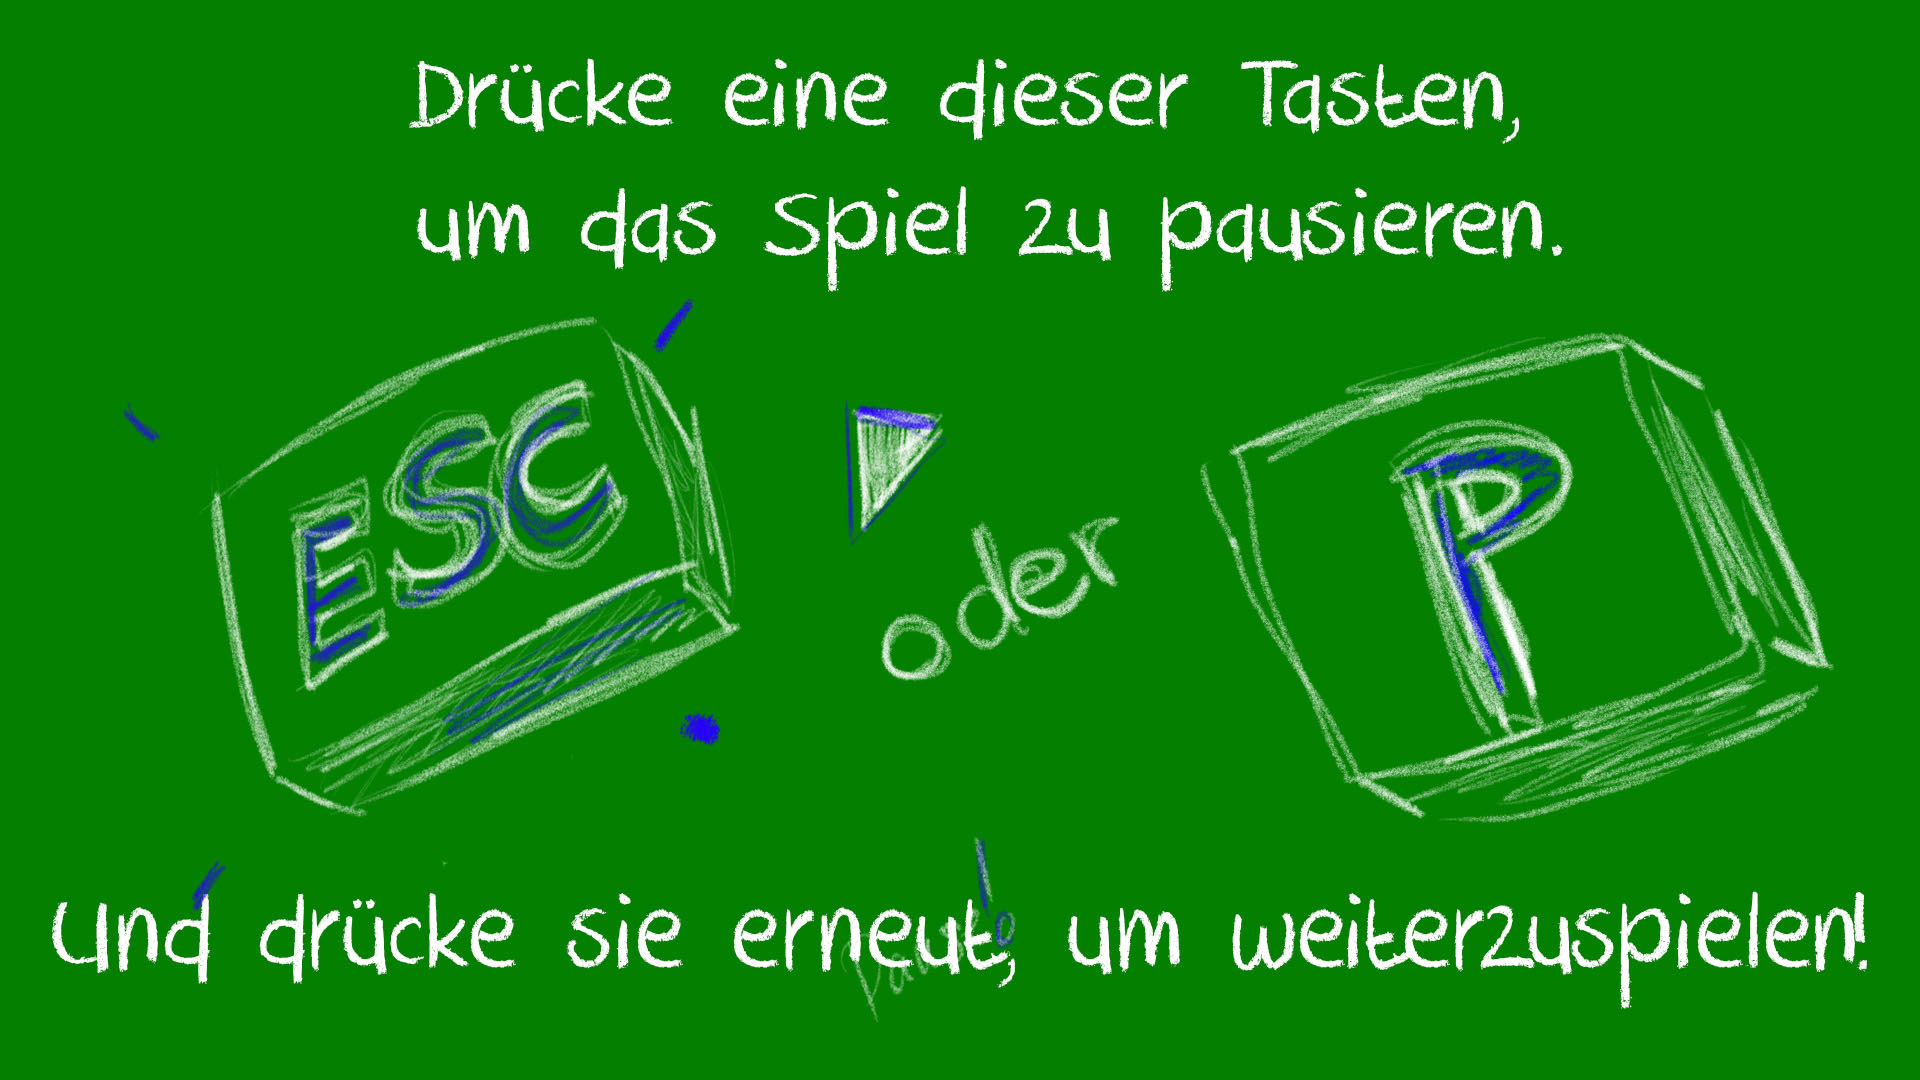 Drücke eine dieser Tasten,
um das Spiel zu pausieren.
ESC
oder
P
Und drücke sie erneut, um weiterzuspielen!